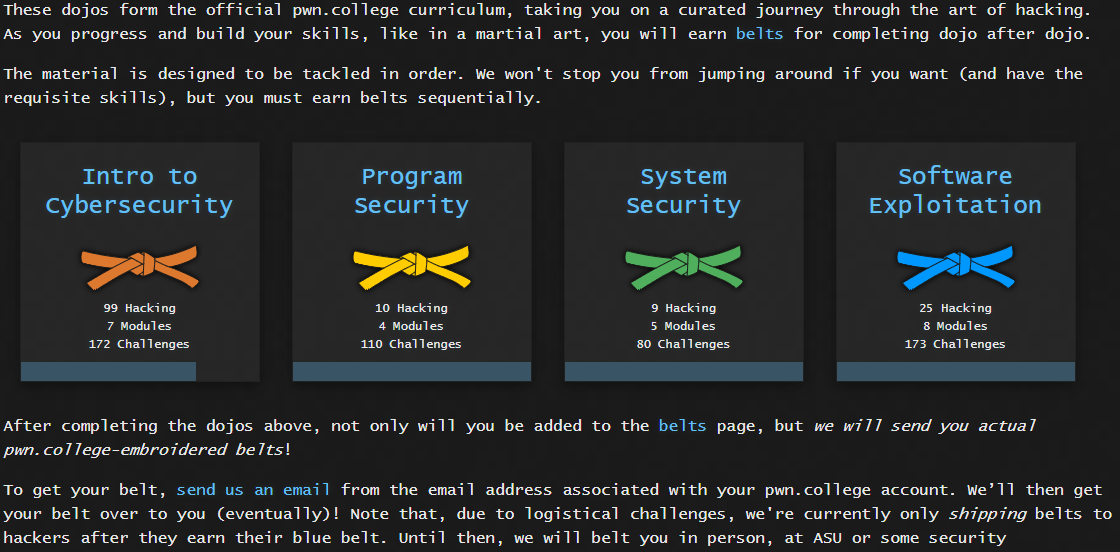 These dojos form the official pwn.college curriculum, taking you on a curated journey through the art of hacking.
As you progress and build your skills, like in a martial art, you will earn belts for completing dojo after dojo.
The material is designed to be tackled in order. We won't stop you from jumping around if you want (and have the
requisite skills), but you must earn belts sequentially.
Intro to
Cybersecurity
99 Hacking
7 Modules
172 Challenges
Program
Security
10 Hacking
4 Modules
110 Challenges
System
Security
9 Hacking
5 Modules
80 Challenges
Software
Exploitation
25 Hacking
8 Modules
173 Challenges
After completing the dojos above, not only will you be added to the belts page, but we will send you actual
pwn.college-embroidered belts!
To get your belt, send us an email from the email address associated with your pwn.college account. We’ll then get
your belt over to you (eventually)! Note that, due to logistical challenges, we're currently only shipping belts to
hackers after they earn their blue belt. Until then, we will belt you in person, at ASU or some security